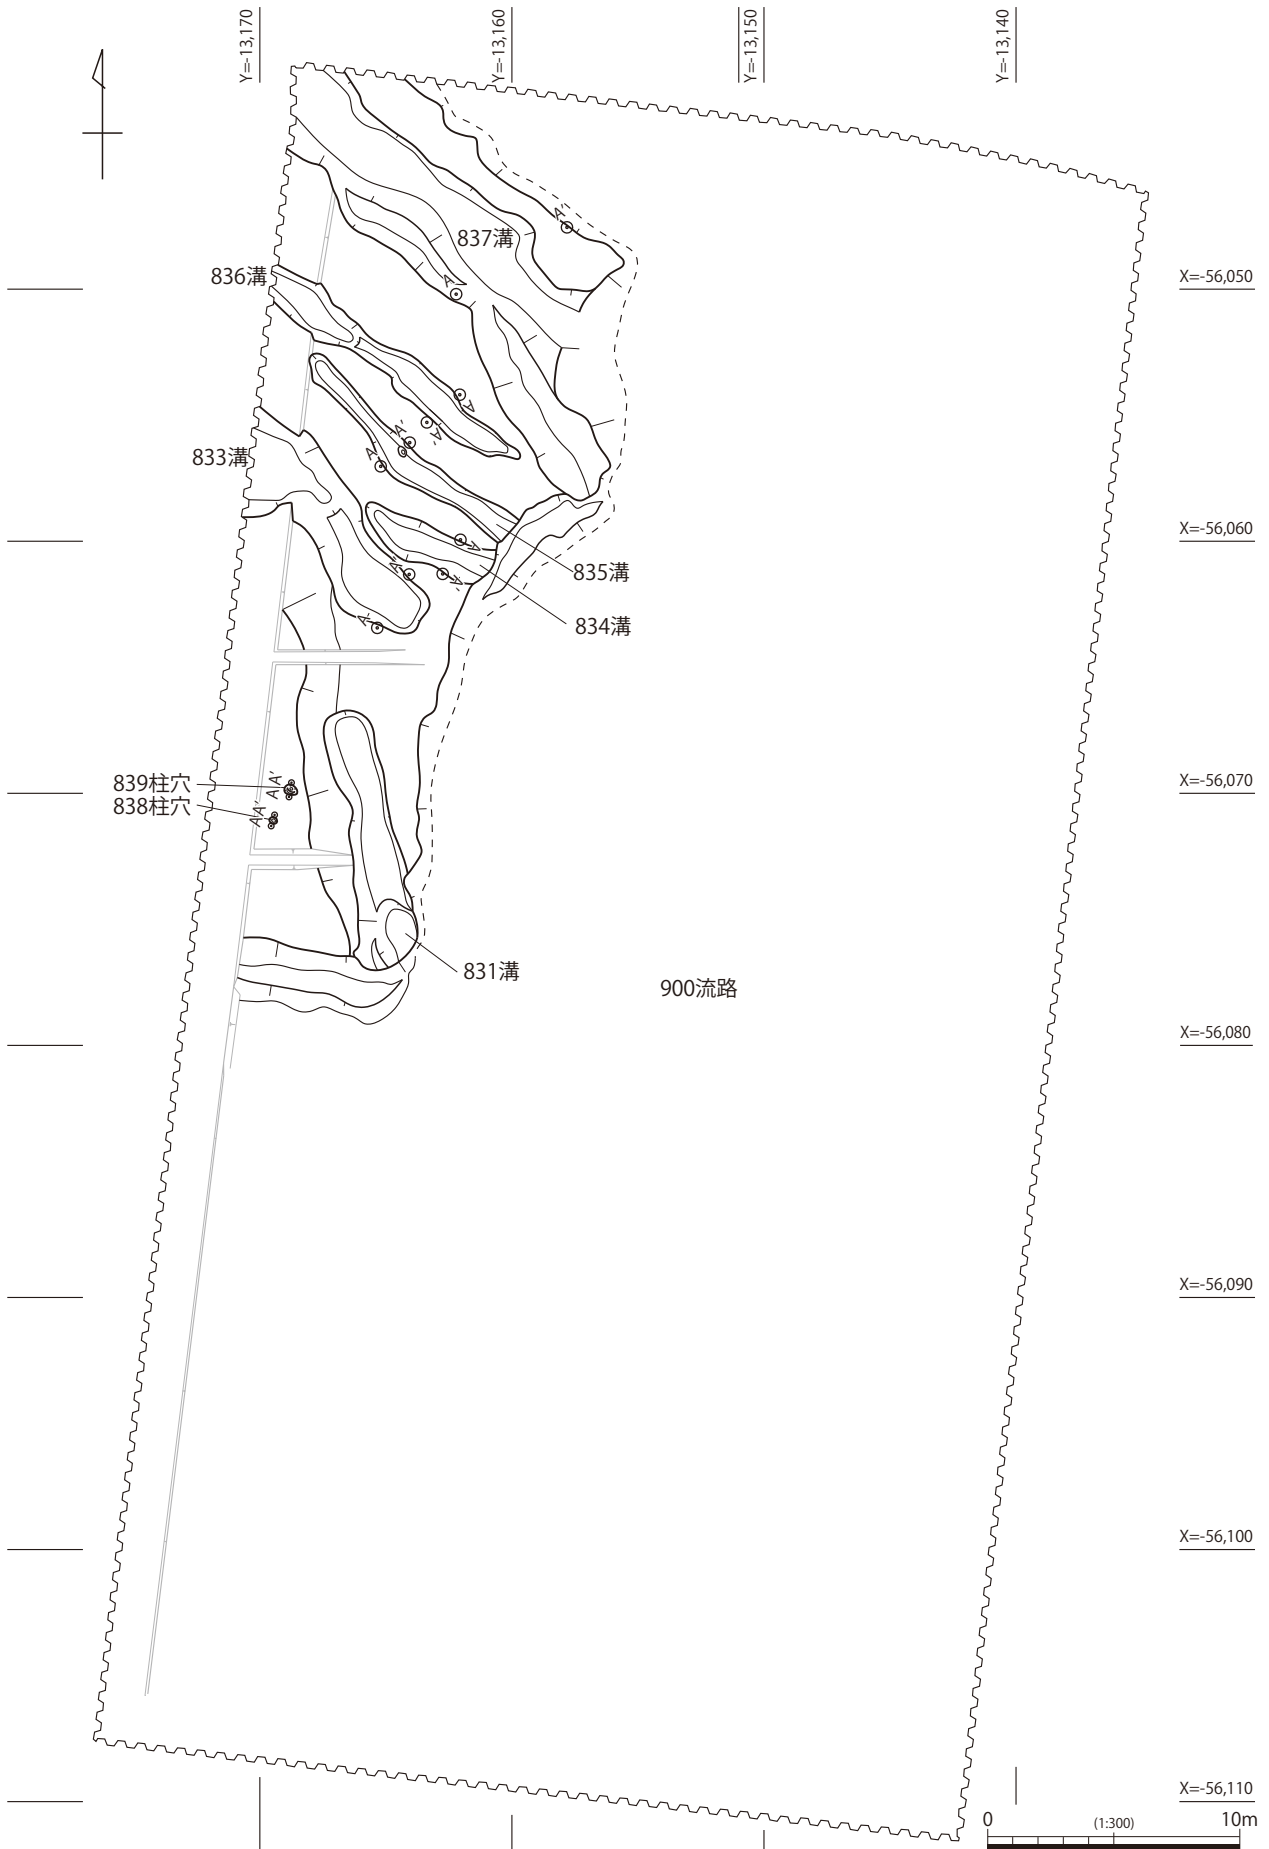 Y=-13,170
Y=-13,160
Y=-13,150
Y=-13,140
A'
837溝
836溝
A
X=-56,050
A
A'
A'
A
833溝
X=-56,060
A
A'
A'
835溝
A'
834溝
839柱穴
A A'
X=-56,070
838柱穴
A A'
831溝
900流路
X=-56,080
X=-56,090
X=-56,100
X=-56,110
0 (1:300) 10m